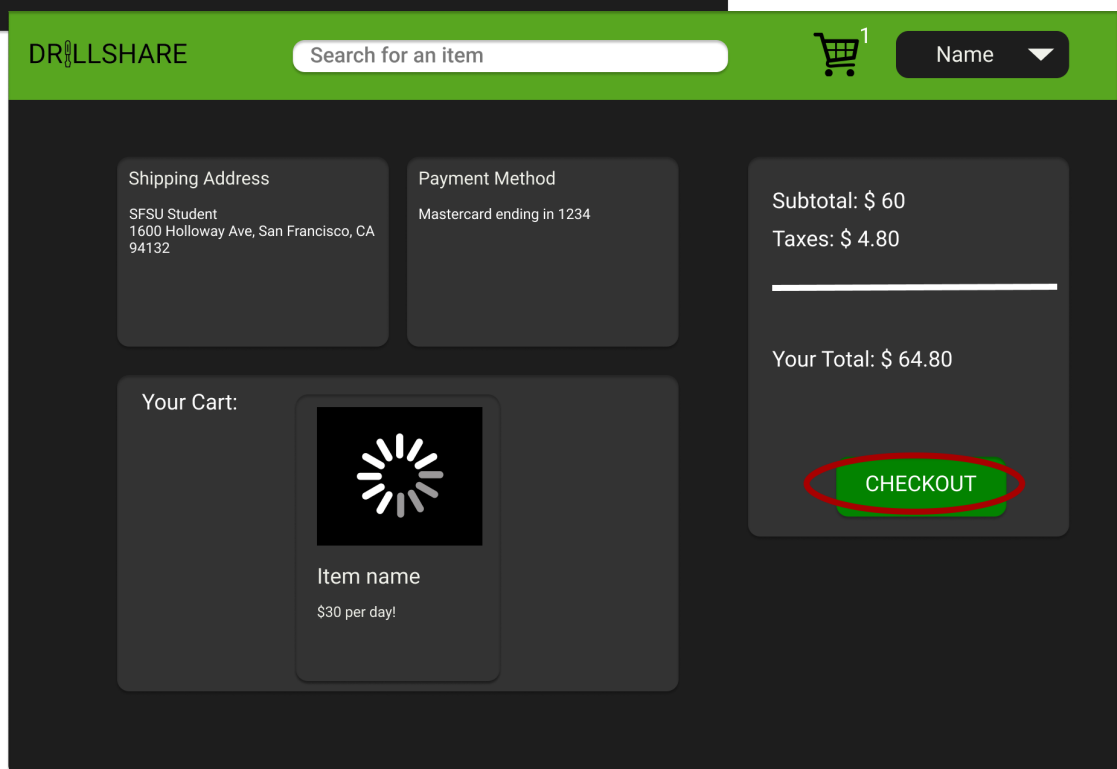 DRILLSHARE
Search for an item
1
Name
Shipping Address
SFSU Student
1600 Holloway Ave, San Francisco, CA
94132
Payment Method
Mastercard ending in 1234
Subtotal: $ 60
Taxes: $ 4.80
Your Total: $ 64.80
CHECKOUT
Your Cart:
Item name
$30 per day!